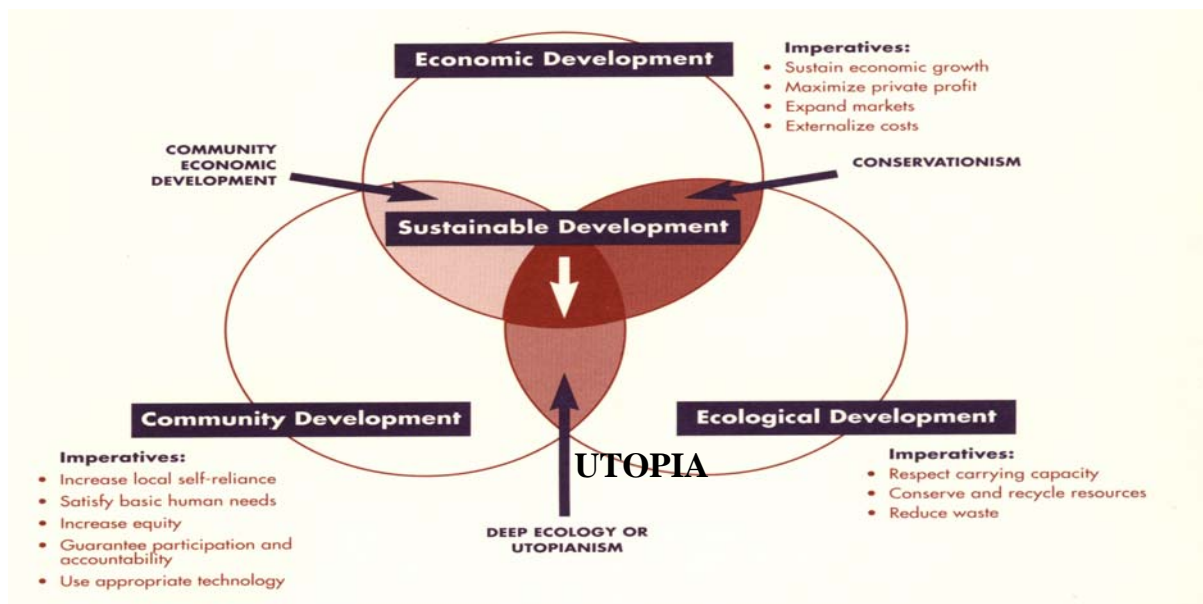 Economic Development
Imperatives:
• Sustain economic growth
• Maximize private profit
• Expand markets
• Externalize costs
COMMUNITY
ECONOMIC
DEVELOPMENT
CONSERVATIONISM
Sustainable Development
Community Development
Imperatives:
• Increase local self-reliance
• Satisfy basic human needs
• Increase equity
• Guarantee participation and
accountability
• Use appropriate technology
Ecological Development
Imperatives:
• Respect carrying capacity
• Conserve and recycle resources
• Reduce waste
UTOPIA
DEEP ECOLOGY OR
UTOPIANISM